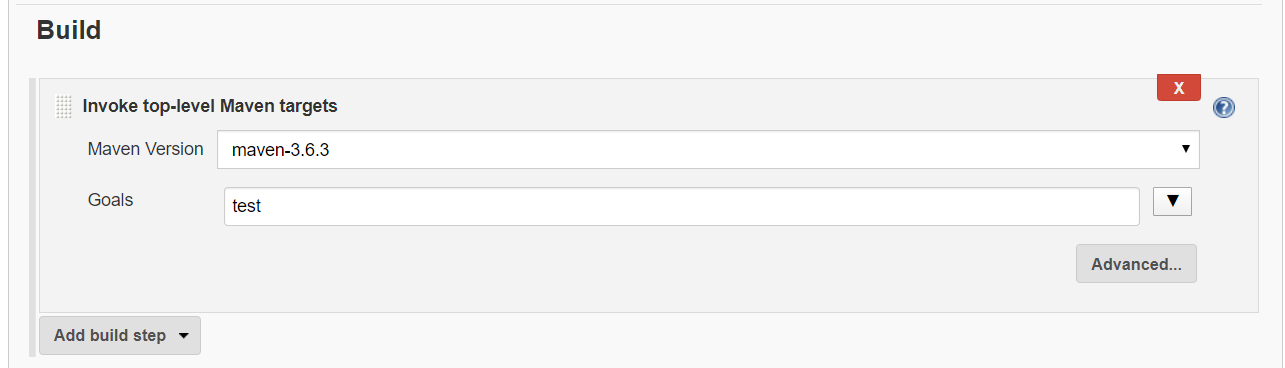 Build
X
Invoke top-level Maven targets
?
Maven Version maven-3.6.3
Goals test
Advanced...
Add build step